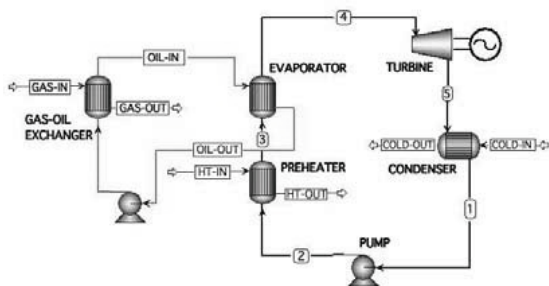 4
OIL-IN
EVAPORATOR
TURBINE
GAS-IN
GAS-OUT
GAS-OIL
EXCHANGER
5
3
OIL-OUT
COLD-OUT
COLD-IN
PREHEATER
HT-IN
CONDENSER
HT-OUT
1
PUMP
2